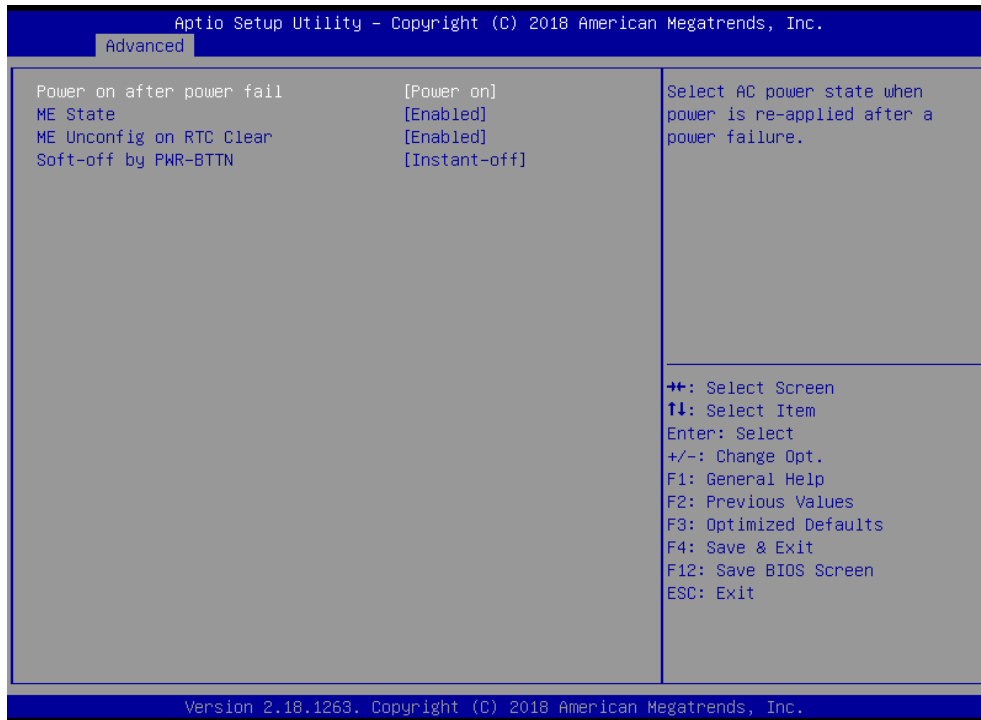 Aptio Setup Utility – Copyright (C) 2018 American Megatrends, Inc.
Advanced
Power on after power fail [Power on]
ME State [Enabled]
ME Unconfig on RTC Clear [Enabled]
Soft-off by PWR-BTTN [Instant-off]
Select AC power state when
power is re-applied after a
power failure.
→←: Select Screen
↑↓: Select Item
Enter: Select
+/-: Change Opt.
F1: General Help
F2: Previous Values
F3: Optimized Defaults
F4: Save & Exit
F12: Save BIOS Screen
ESC: Exit
Version 2.18.1263. Copyright (C) 2018 American Megatrends, Inc.